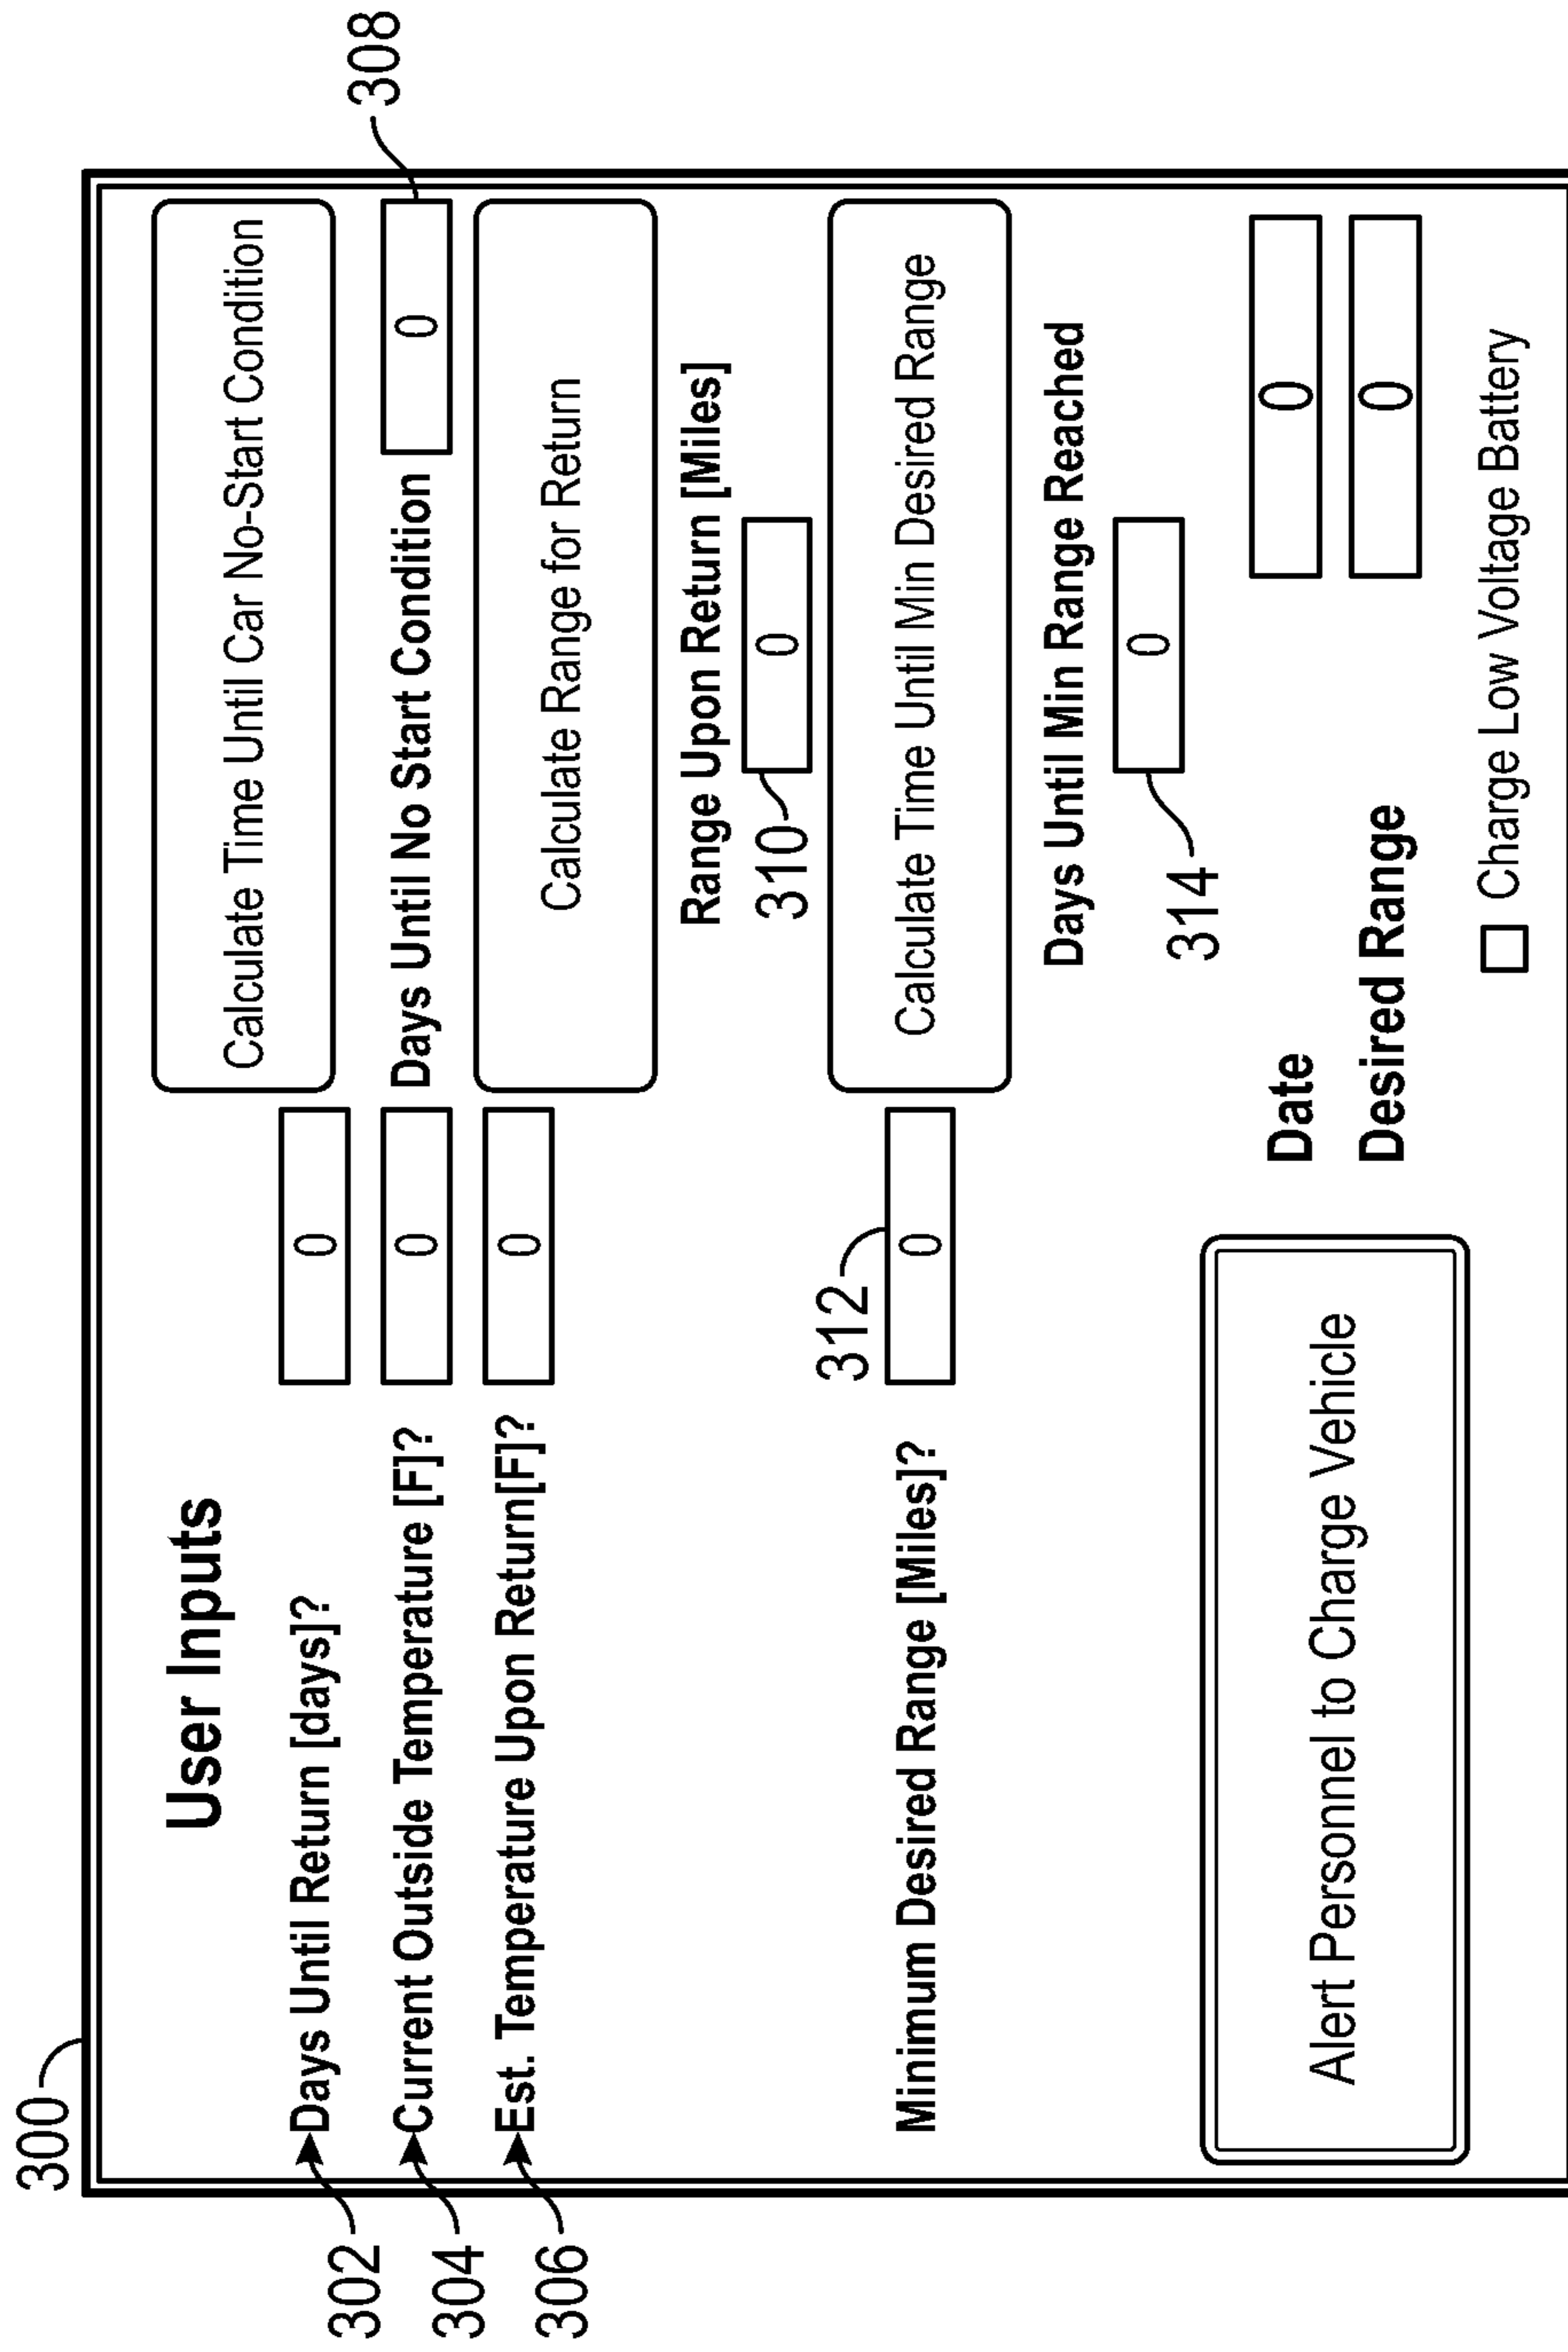 300
User Inputs
Calculate Time Until Car No-Start Condition
302
Days Until Return [days]?
0
304
Current Outside Temperature [F]?
0
Days Until No Start Condition
0
308
306
Est. Temperature Upon Return[F]?
0
Calculate Range for Return
Range Upon Return [Miles]
310
0
312
Minimum Desired Range [Miles]?
0
Calculate Time Until Min Desired Range
Days Until Min Range Reached
314
0
Alert Personnel to Charge Vehicle
Date
0
Desired Range
0
Charge Low Voltage Battery